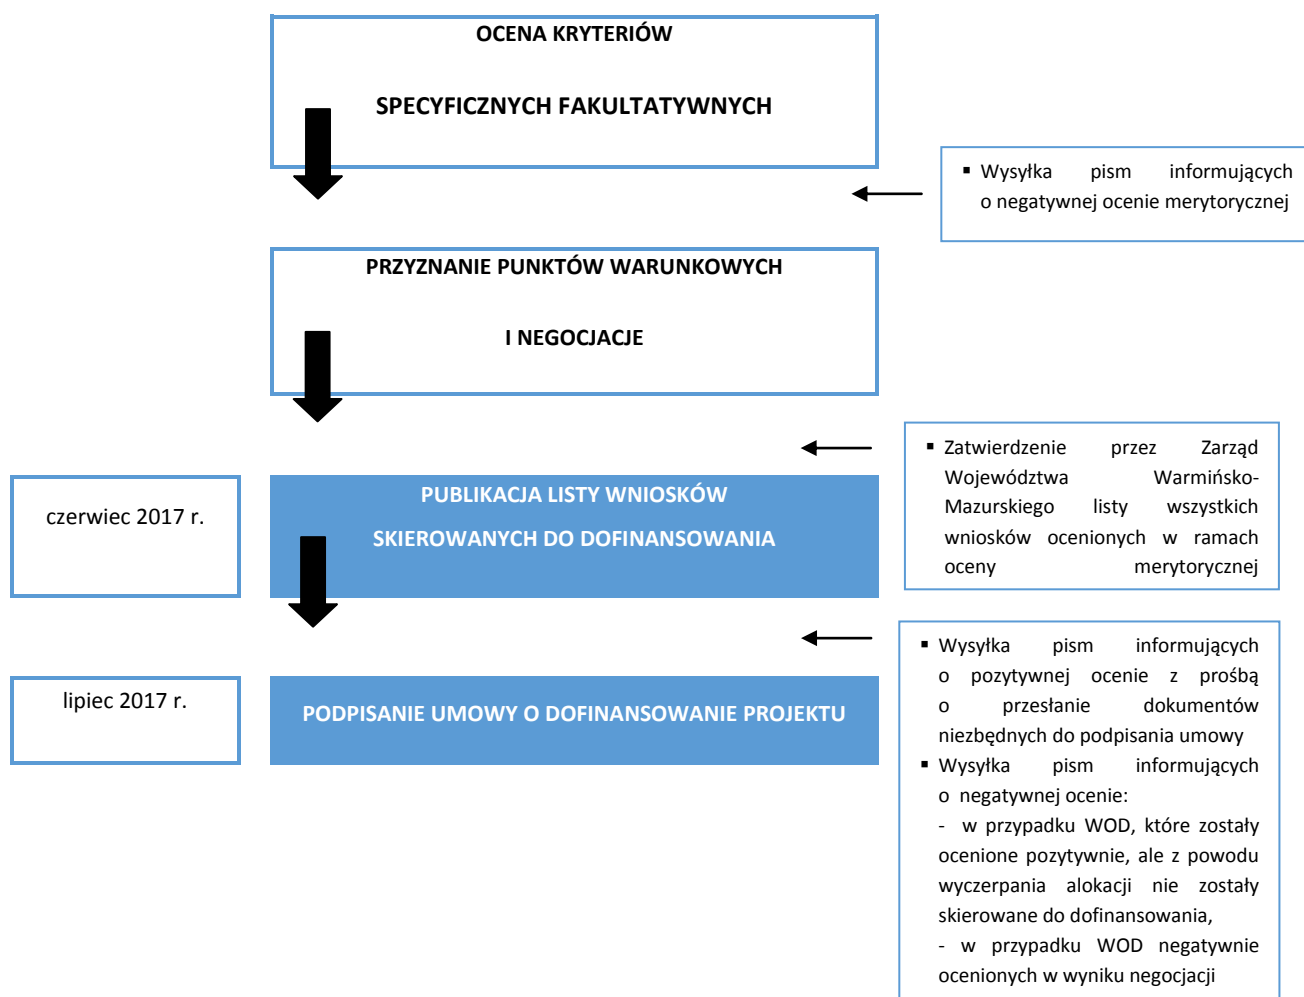 OCENA KRYTERIÓW
SPECYFICZNYCH FAKULTATYWNYCH
▪ Wysyłka pism informujących
o negatywnej ocenie merytorycznej
PRZYZNANIE PUNKTÓW WARUNKOWYCH
I NEGOCJACJE
▪ Zatwierdzenie przez Zarząd
Województwa Warmińsko-
Mazurskiego listy wszystkich
wniosków ocenionych w ramach
oceny merytorycznej
czerwiec 2017 r.
PUBLIKACJA LISTY WNIOSKÓW
SKIEROWANYCH DO DOFINANSOWANIA
▪ Wysyłka pism informujących
o pozytywnej ocenie z prośbą
o przesłanie dokumentów
niezbędnych do podpisania umowy
▪ Wysyłka pism informujących
o negatywnej ocenie:
- w przypadku WOD, które zostały
ocenione pozytywnie, ale z powodu
wyczerpania alokacji nie zostały
skierowane do dofinansowania,
- w przypadku WOD negatywnie
ocenionych w wyniku negocjacji
lipiec 2017 r.
PODPISANIE UMOWY O DOFINANSOWANIE PROJEKTU